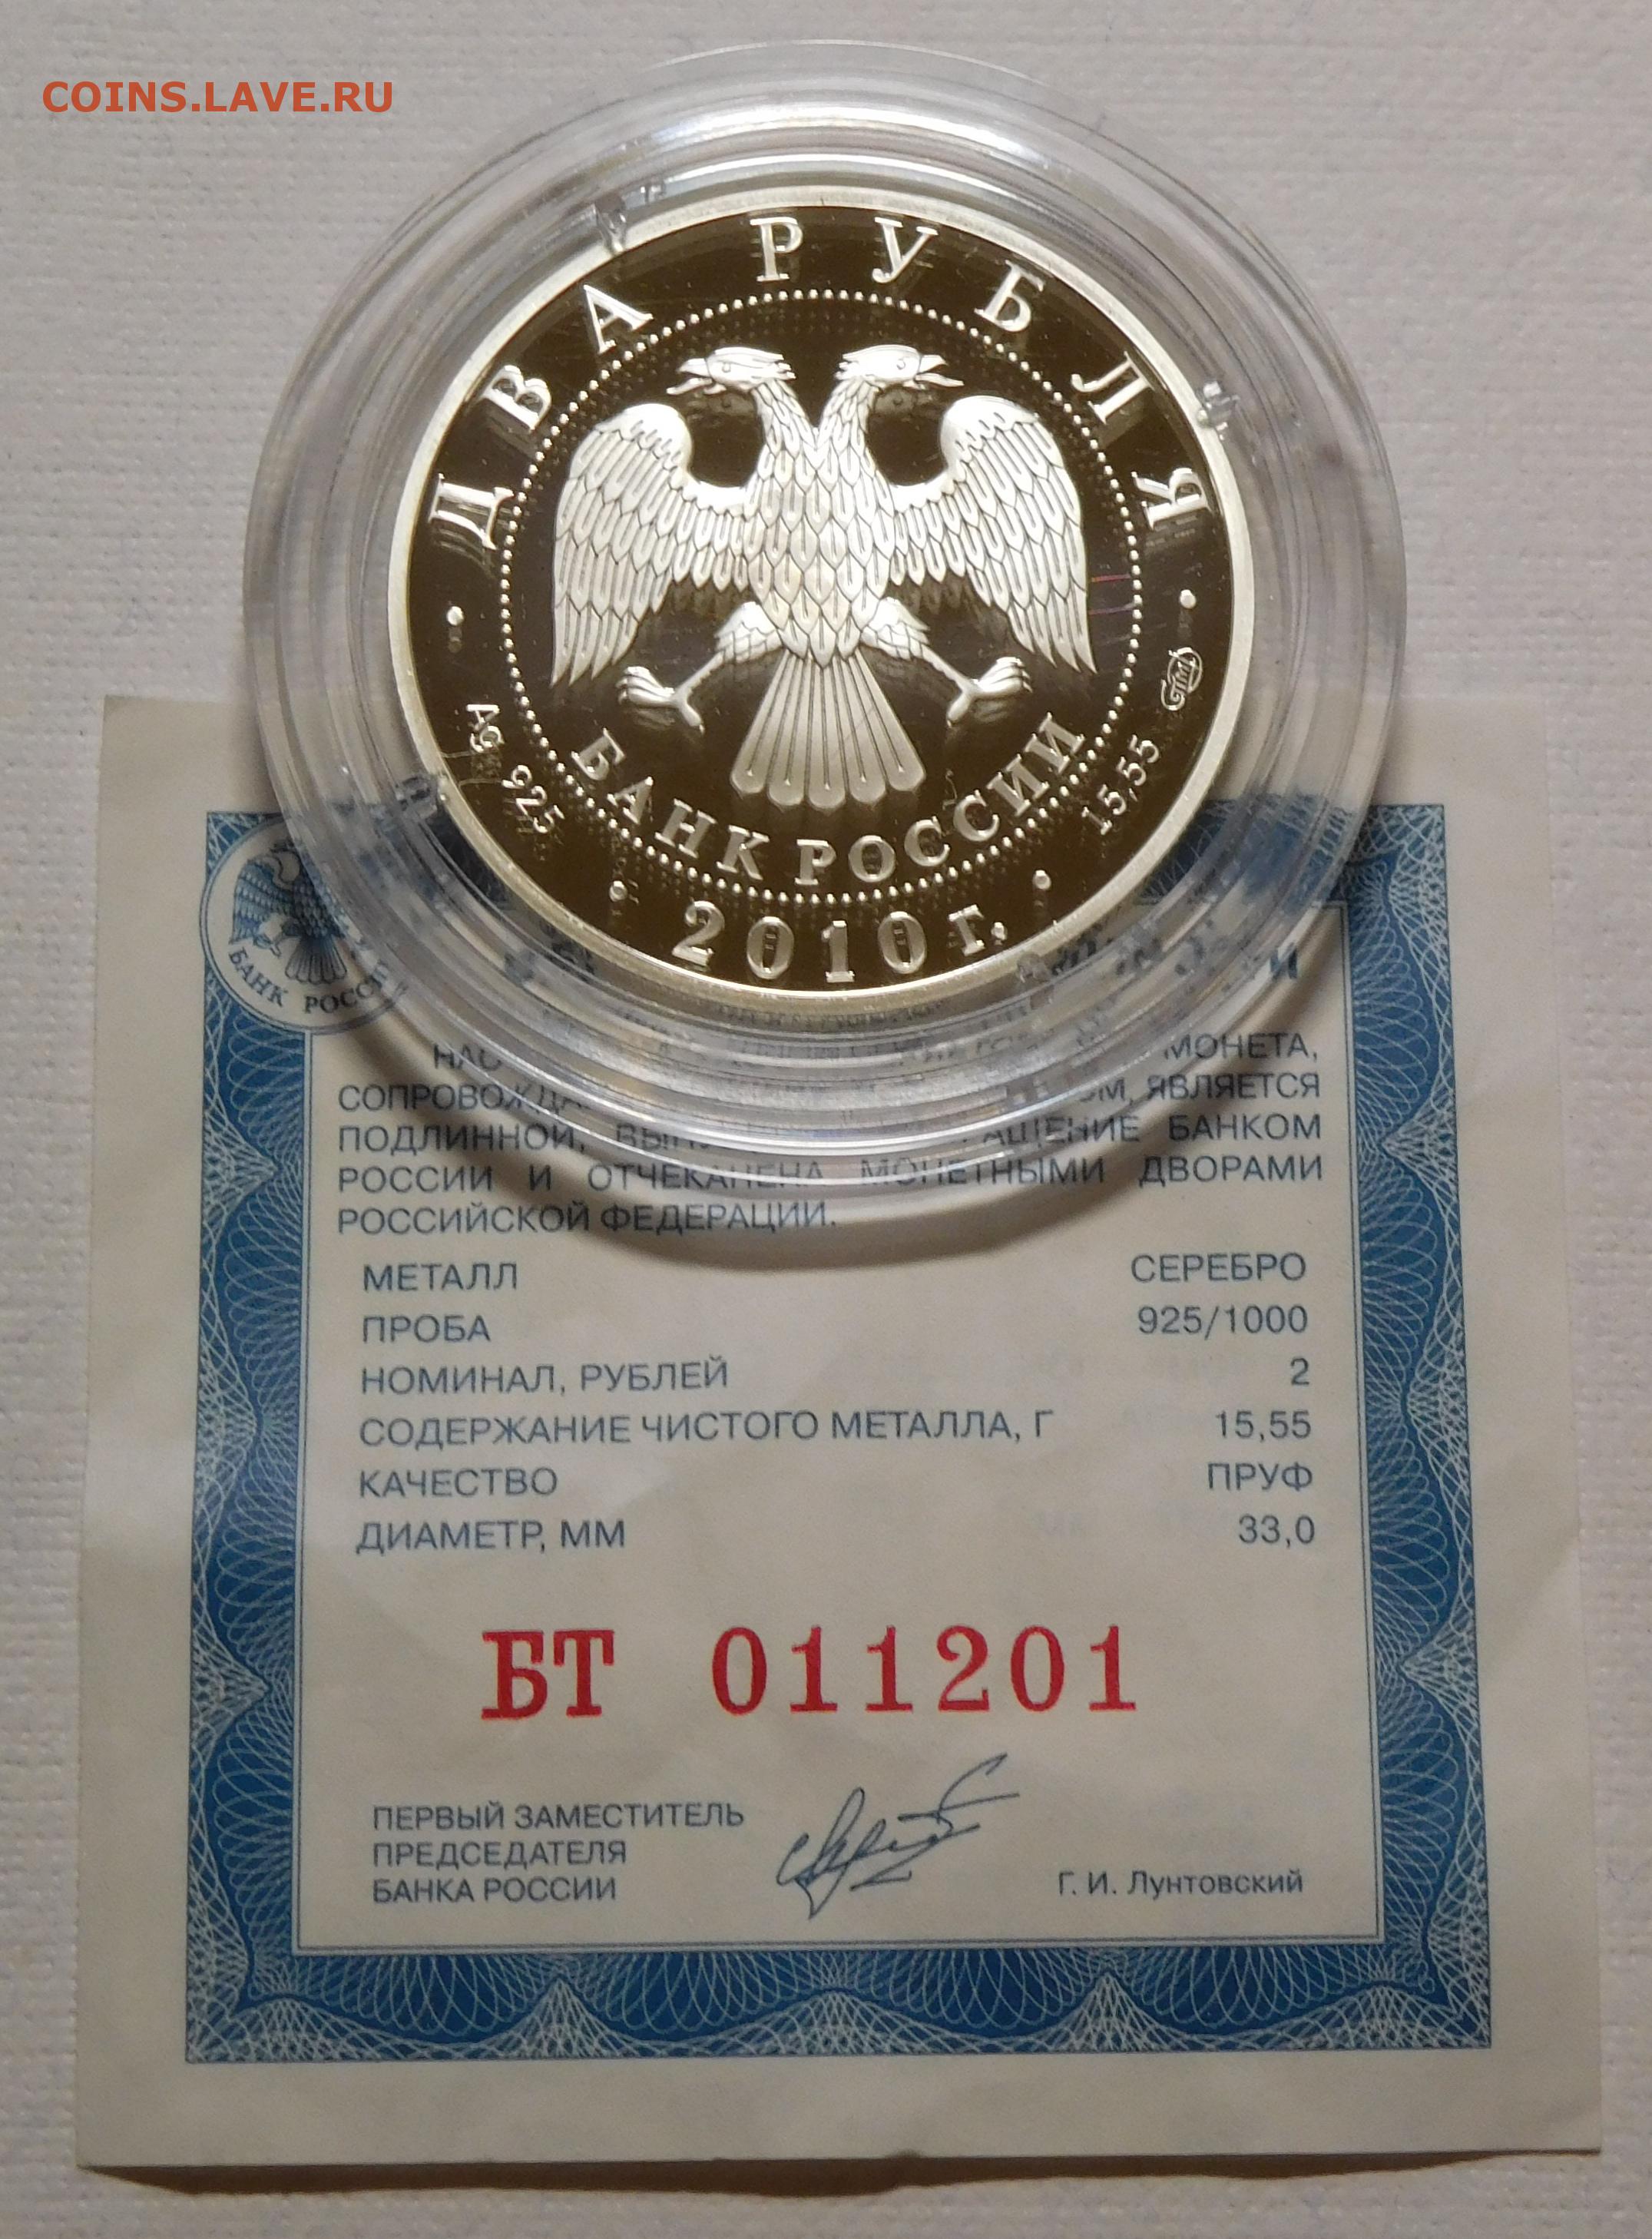 COINS.LAVE.RU
ДВА РУБЛЯ
Ag 925
15,55
БАНК РОССИИ
2010 г.
БАНК
МОНЕТА,
ЯВЛЯЕТСЯ
ПОДЛИННОЙ, БАНКОМ
РОССИИ И ОТЧЕКАНЕНА МОНЕТНЫМИ ДВОРАМИ
РОССИЙСКОЙ ФЕДЕРАЦИИ.
МЕТАЛЛ СЕРЕБРО
ПРОБА 925/1000
НОМИНАЛ, РУБЛЕЙ 2
СОДЕРЖАНИЕ ЧИСТОГО МЕТАЛЛА, Г 15,55
КАЧЕСТВО ПРУФ
ДИАМЕТР, ММ 33,0
БТ 011201
ПЕРВЫЙ ЗАМЕСТИТЕЛЬ
ПРЕДСЕДАТЕЛЯ
БАНКА РОССИИ
Г. И. Лунтовский